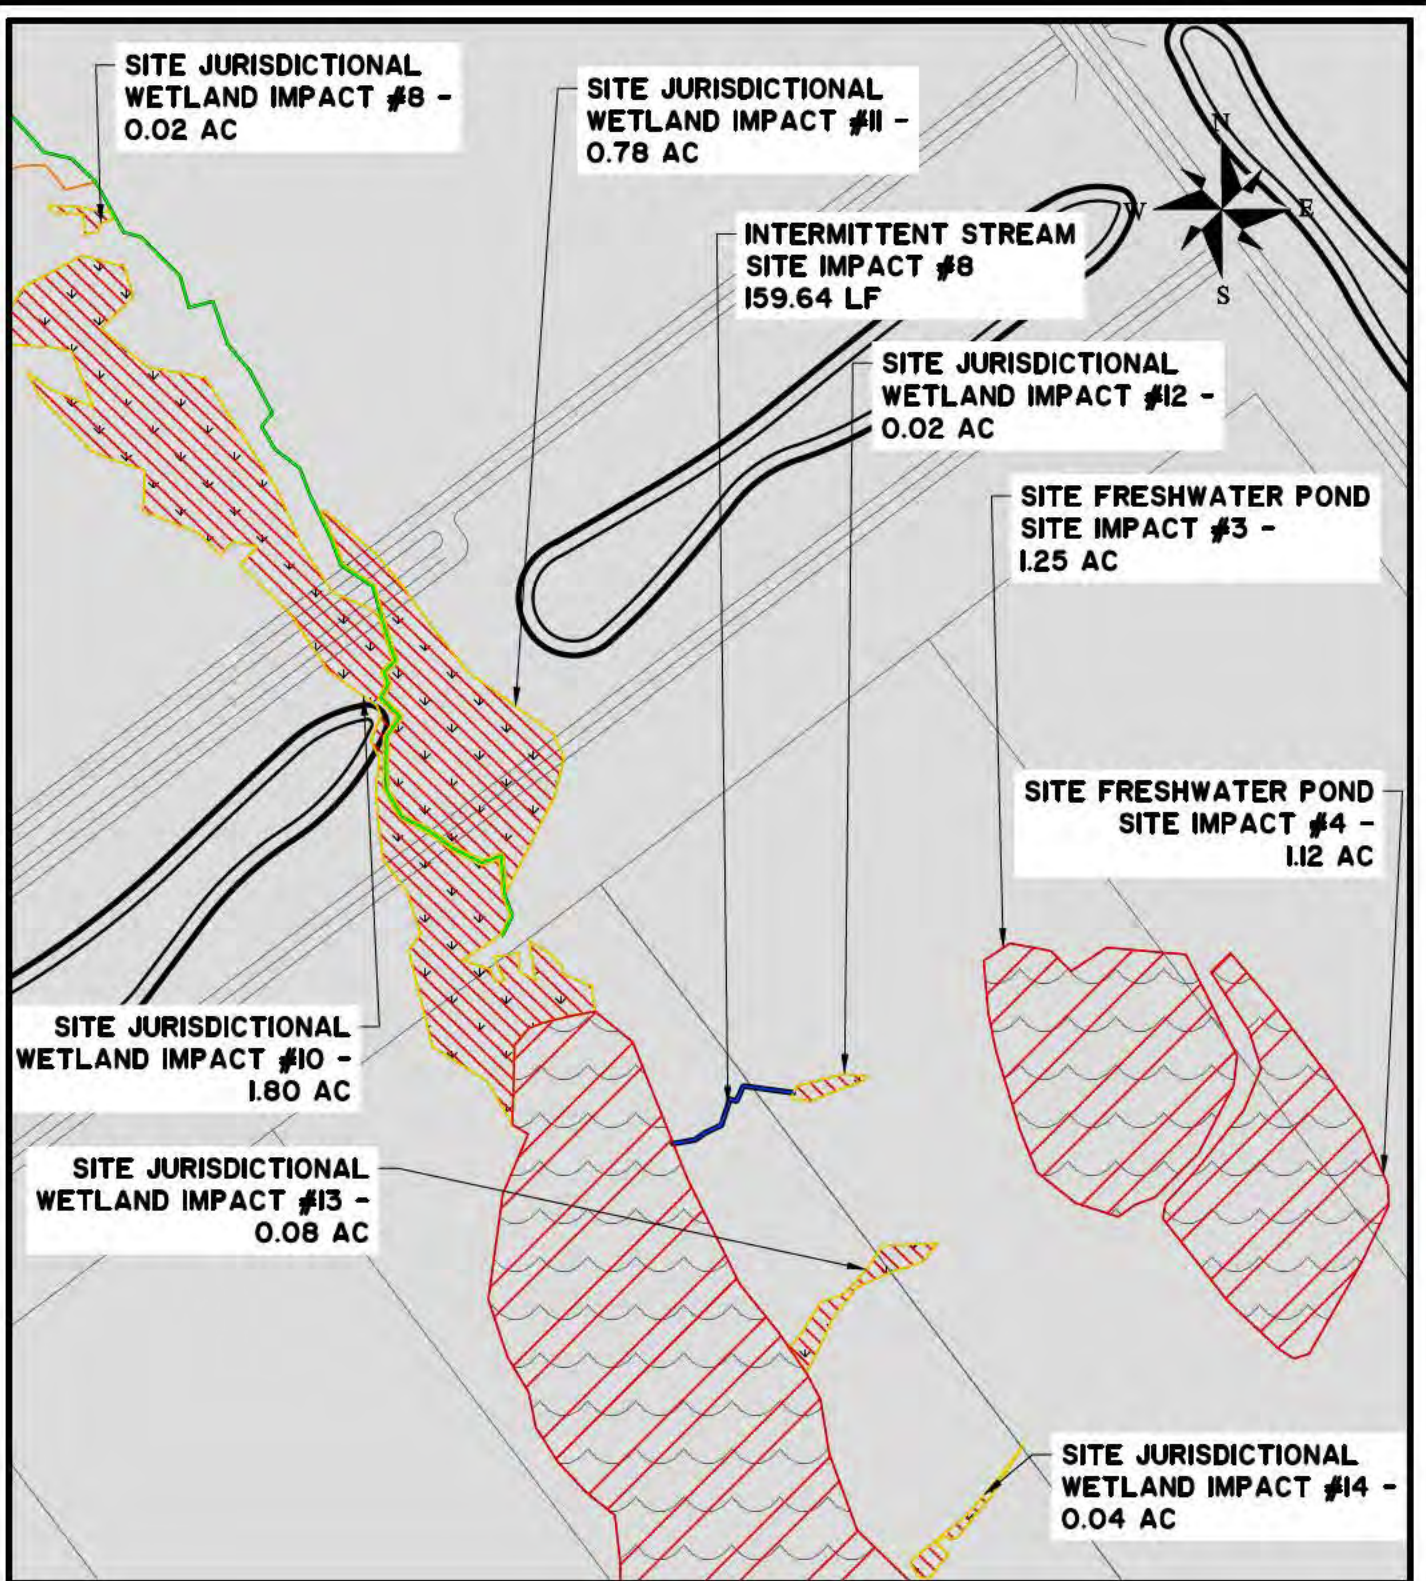 SITE JURISDICTIONAL
WETLAND IMPACT #8 -
0.02 AC
SITE JURISDICTIONAL
WETLAND IMPACT #11 -
0.78 AC
N
W
E
S
INTERMITTENT STREAM
SITE IMPACT #8
159.64 LF
SITE JURISDICTIONAL
WETLAND IMPACT #12 -
0.02 AC
SITE FRESHWATER POND
SITE IMPACT #3 -
1.25 AC
SITE FRESHWATER POND
SITE IMPACT #4 -
1.12 AC
SITE JURISDICTIONAL
WETLAND IMPACT #10 -
1.80 AC
SITE JURISDICTIONAL
WETLAND IMPACT #13 -
0.08 AC
SITE JURISDICTIONAL
WETLAND IMPACT #14 -
0.04 AC